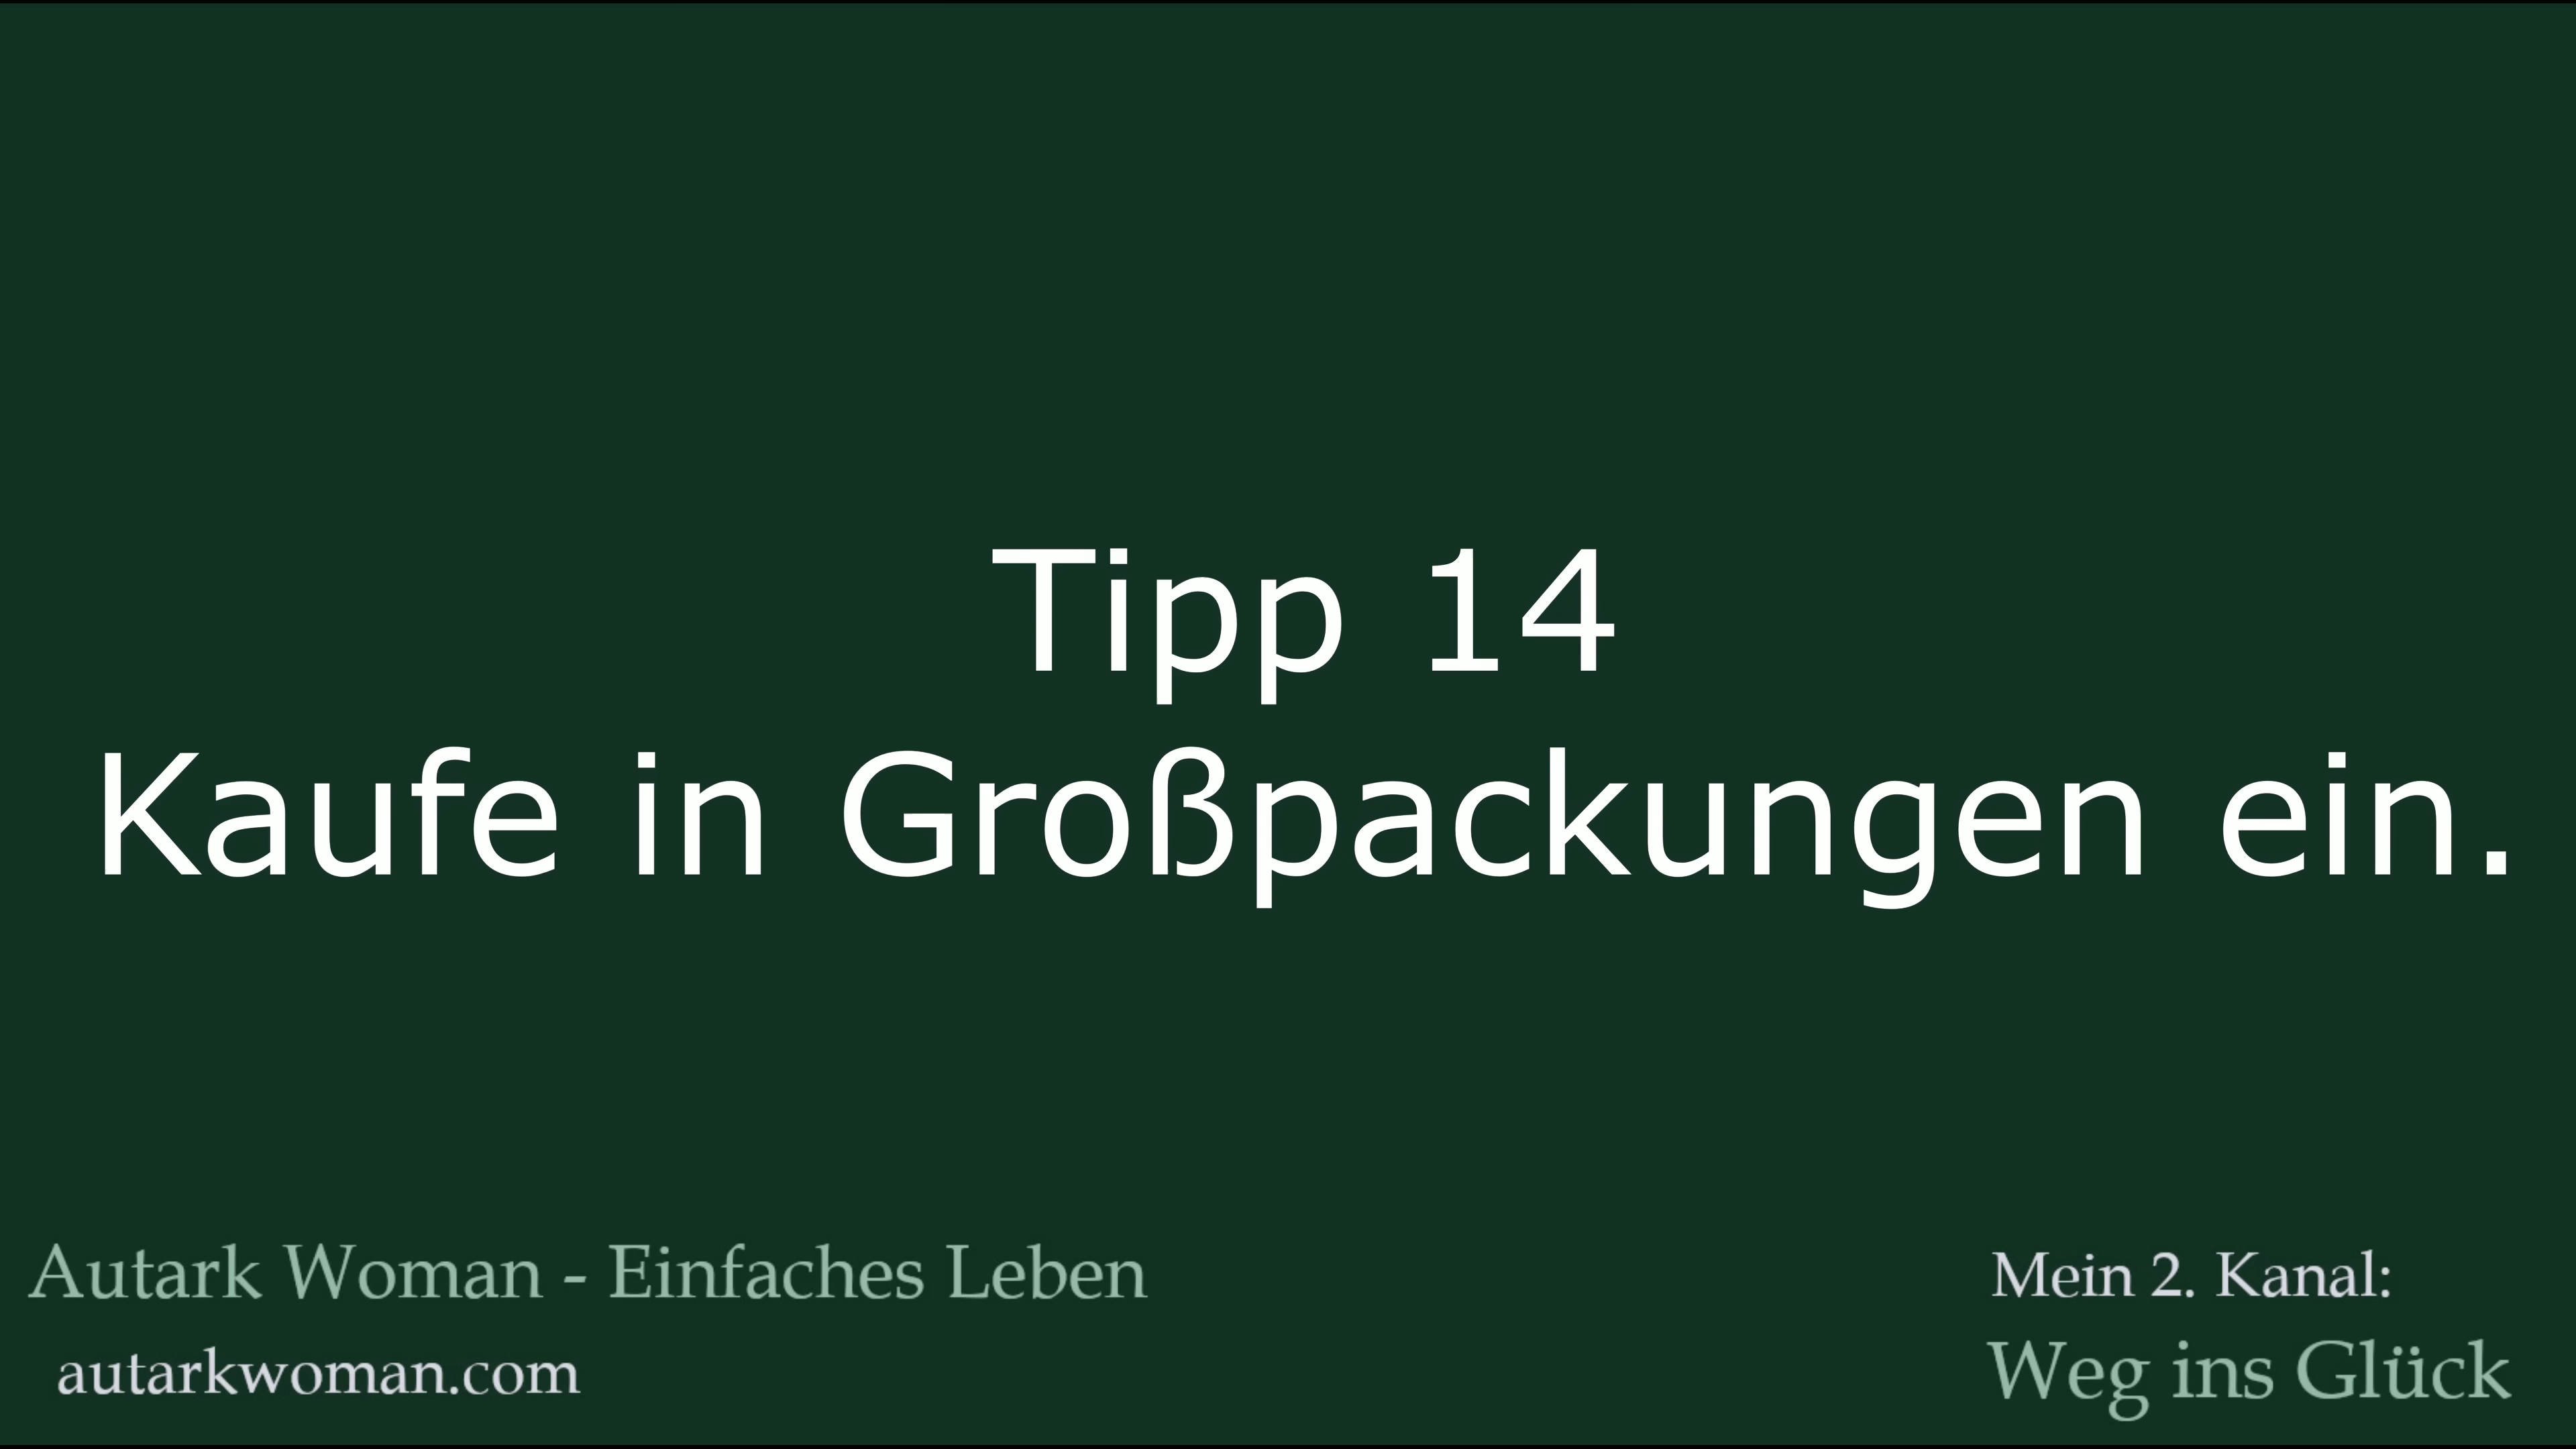 Tipp 14
Kaufe in Großpackungen ein.
Autark Woman - Einfaches Leben
autarkwoman.com
Mein 2. Kanal:
Weg ins Glück